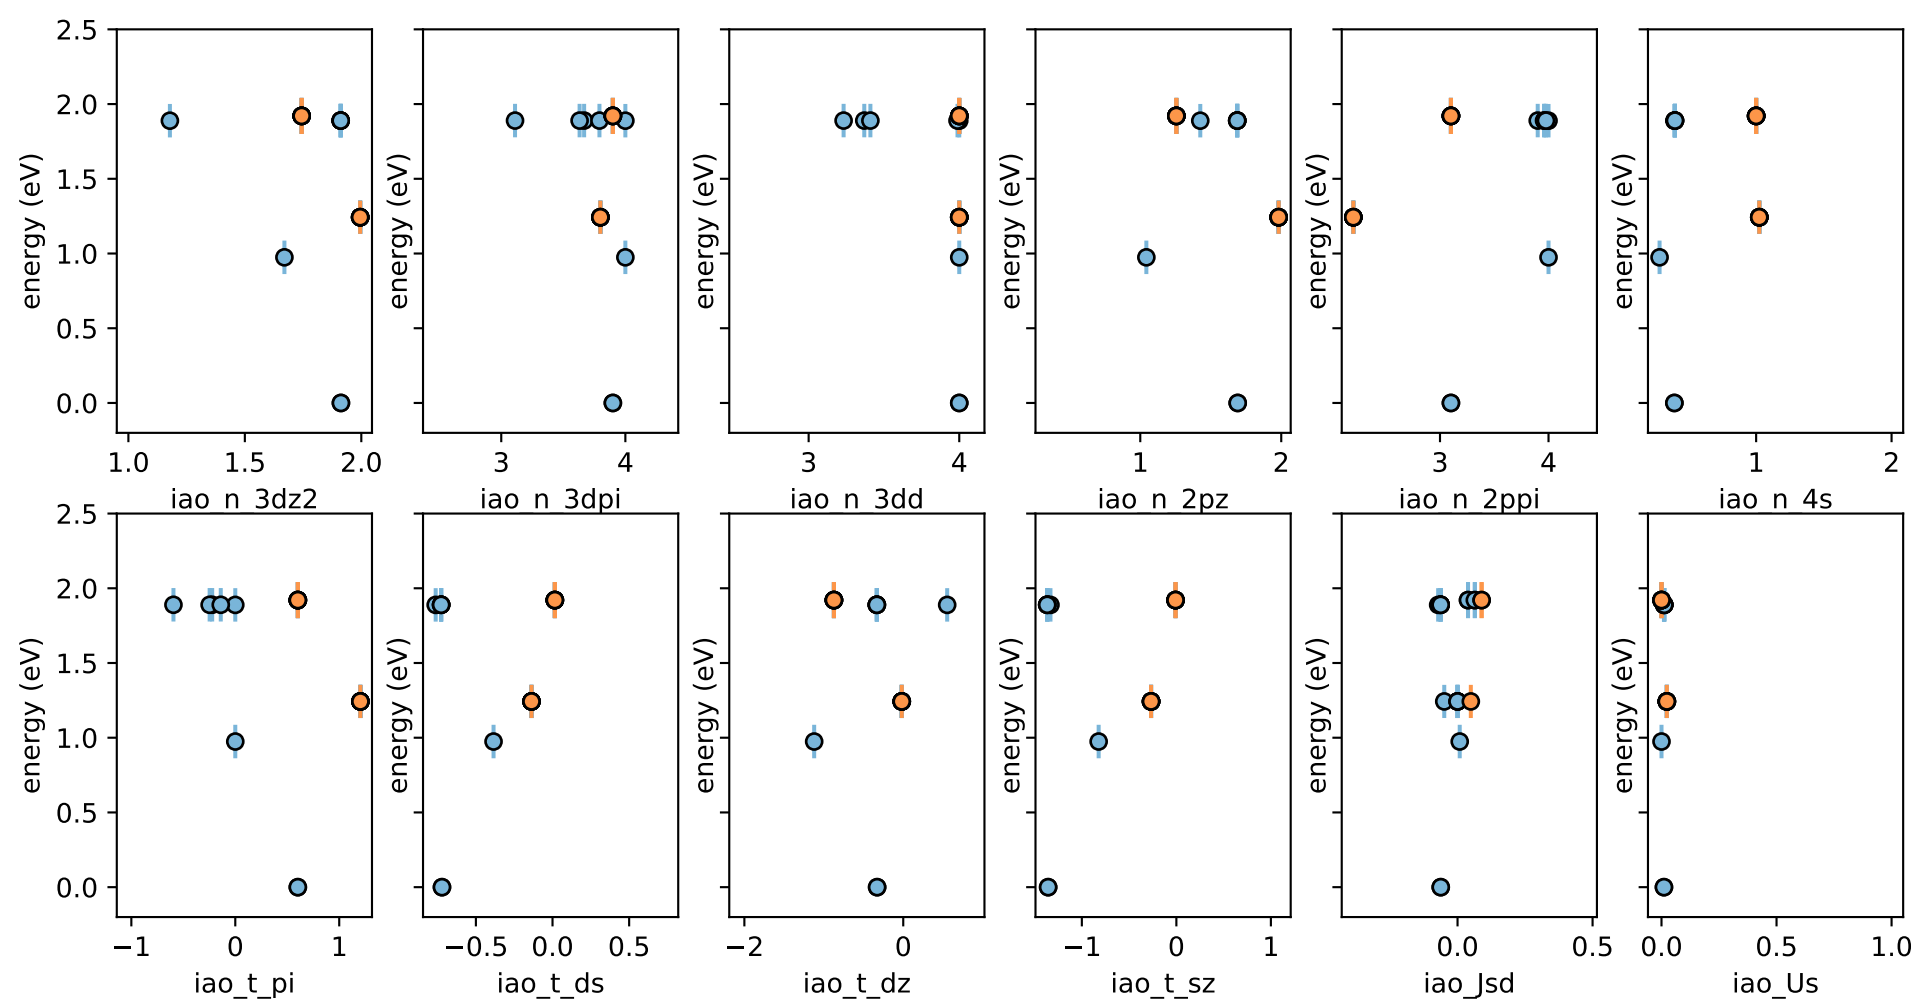 2.5
2.0
1.5
1.0
0.5
0.0
energy (eV)
energy (eV)
energy (eV)
energy (eV)
energy (eV)
energy (eV)
1.0 1.5 2.0
3 4
3 4
1 2
3 4
1 2
iao_n_3dz2
iao_n_3dpi
iao_n_3dd
iao_n_2pz
iao_n_2ppi
iao_n_4s
2.5
2.0
1.5
1.0
0.5
0.0
energy (eV)
energy (eV)
energy (eV)
energy (eV)
energy (eV)
energy (eV)
−1 0 1
−0.5 0.0 0.5
−2 0
−1 0 1
0.0 0.5
0.0 0.5 1.0
iao_t_pi
iao_t_ds
iao_t_dz
iao_t_sz
iao_Jsd
iao_Us